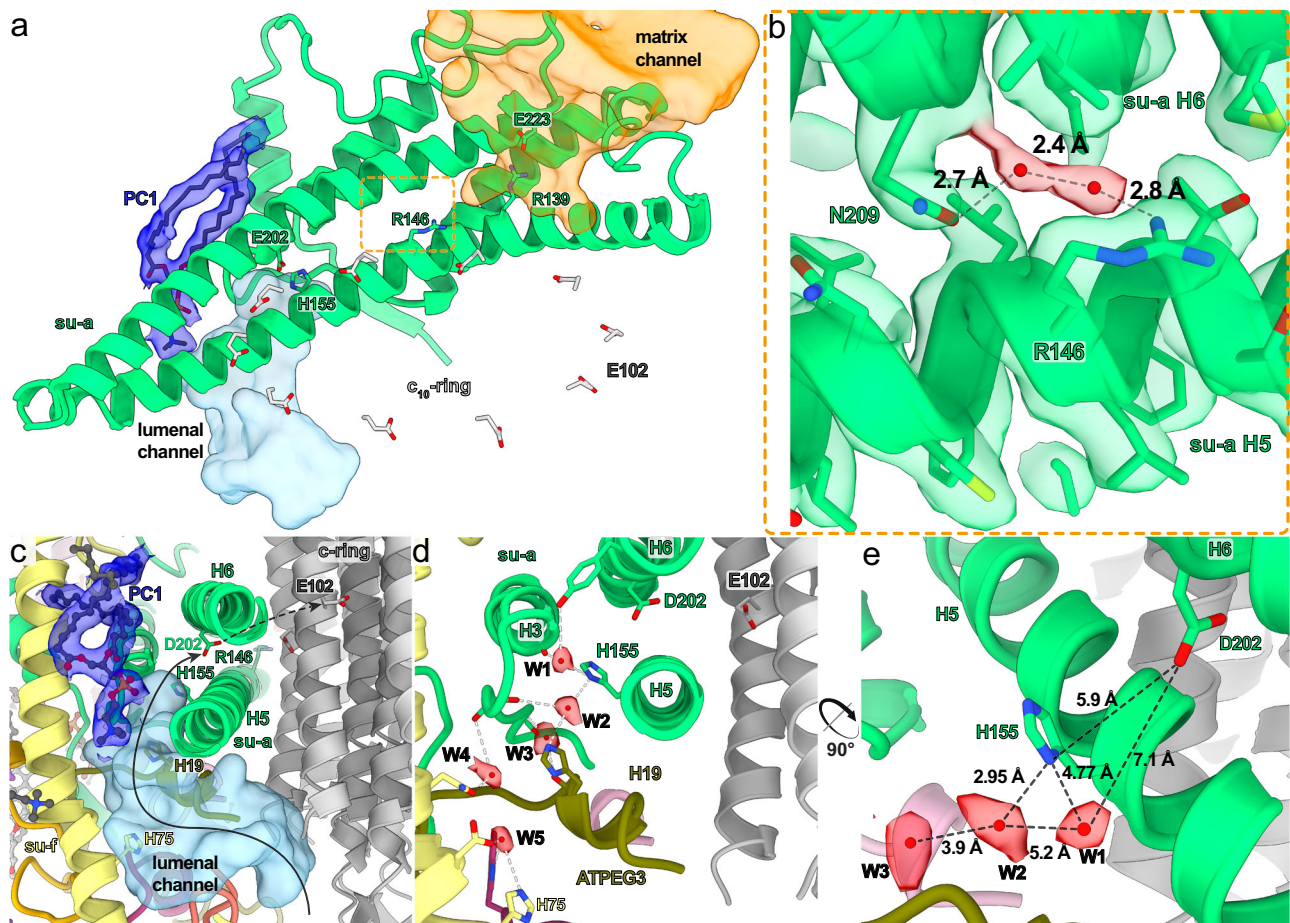 a
matrix
channel
E223
PC1
R139
R146
E202
H155
su-a
E102
c10-ring
lumenal
channel
b
su-a H6
2.4 Å
2.7 Å
2.8 Å
N209
R146
su-a H5
c
c-ring
PC1
H6
E102
D202
R146
H155
H5
su-a
H19
su-f
H75
lumenal
channel
d
su-a
H6
E102
D202
H3
H155
W1
H5
W2
W3
W4
H19
W5
ATPEG3
H75
90°
e
H6
H5
D202
5.9 Å
H155
7.1 Å
2.95 Å
4.77 Å
3.9 Å
5.2 Å
W1
W3
W2